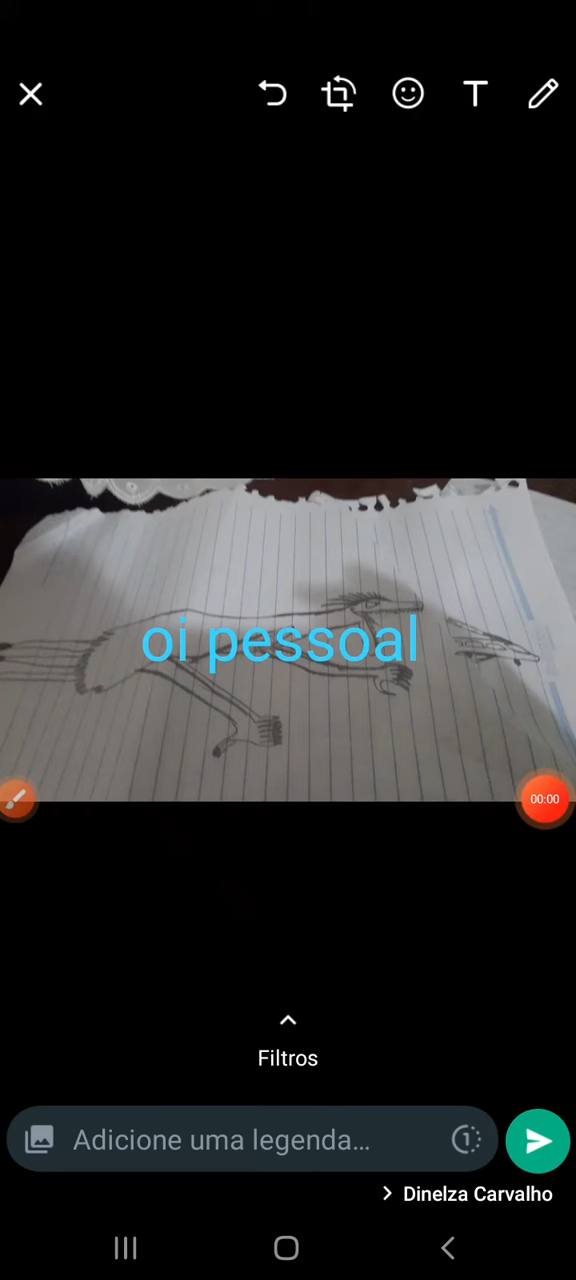 oi pessoal
00:00
Filtros
Adicione uma legenda...
1
Dinelza Carvalho